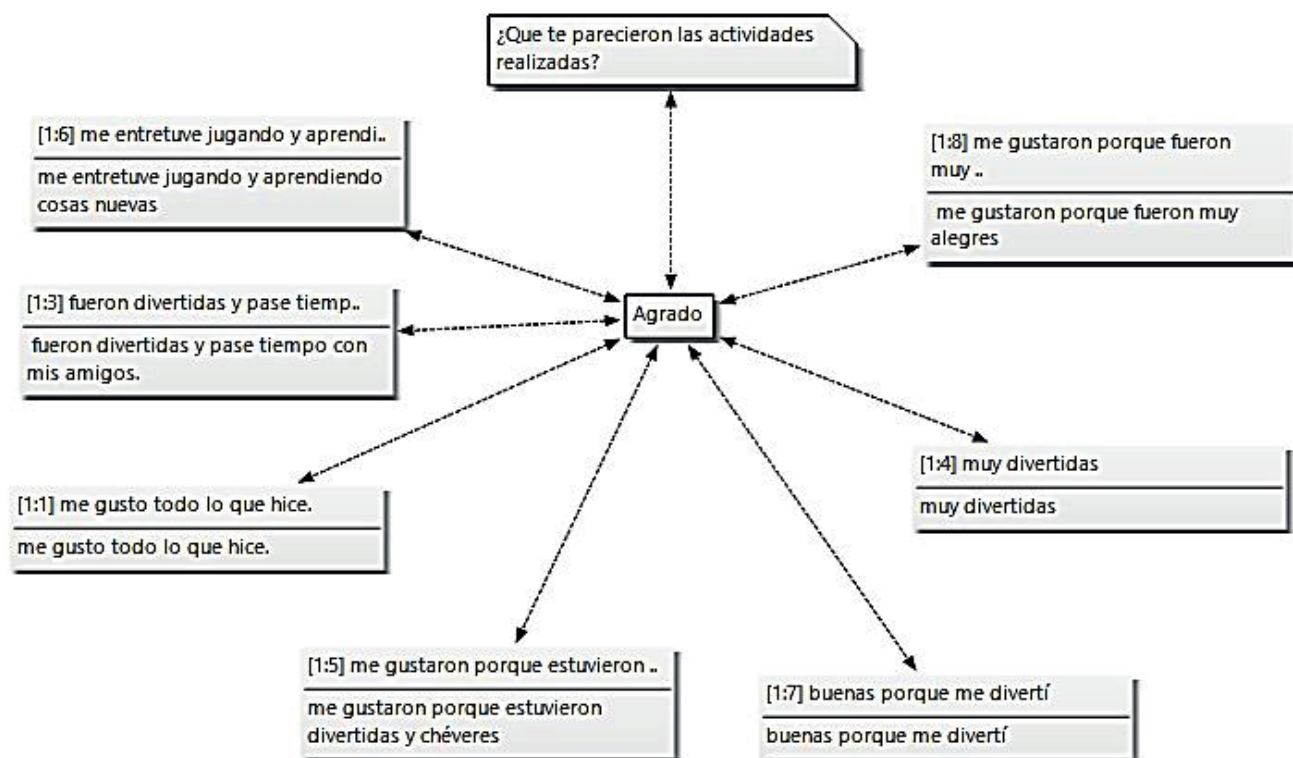 ¿Que te parecieron las actividades
realizadas?
[1:6] me entretuve jugando y aprendi..
me entretuve jugando y aprendiendo
cosas nuevas
[1:8] me gustaron porque fueron
muy ..
me gustaron porque fueron muy
alegres
[1:3] fueron divertidas y pase tiemp..
fueron divertidas y pase tiempo con
mis amigos.
Agrado
[1:4] muy divertidas
muy divertidas
[1:1] me gusto todo lo que hice.
me gusto todo lo que hice.
[1:5] me gustaron porque estuvieron ..
me gustaron porque estuvieron
divertidas y chéveres
[1:7] buenas porque me divertí
buenas porque me divertí